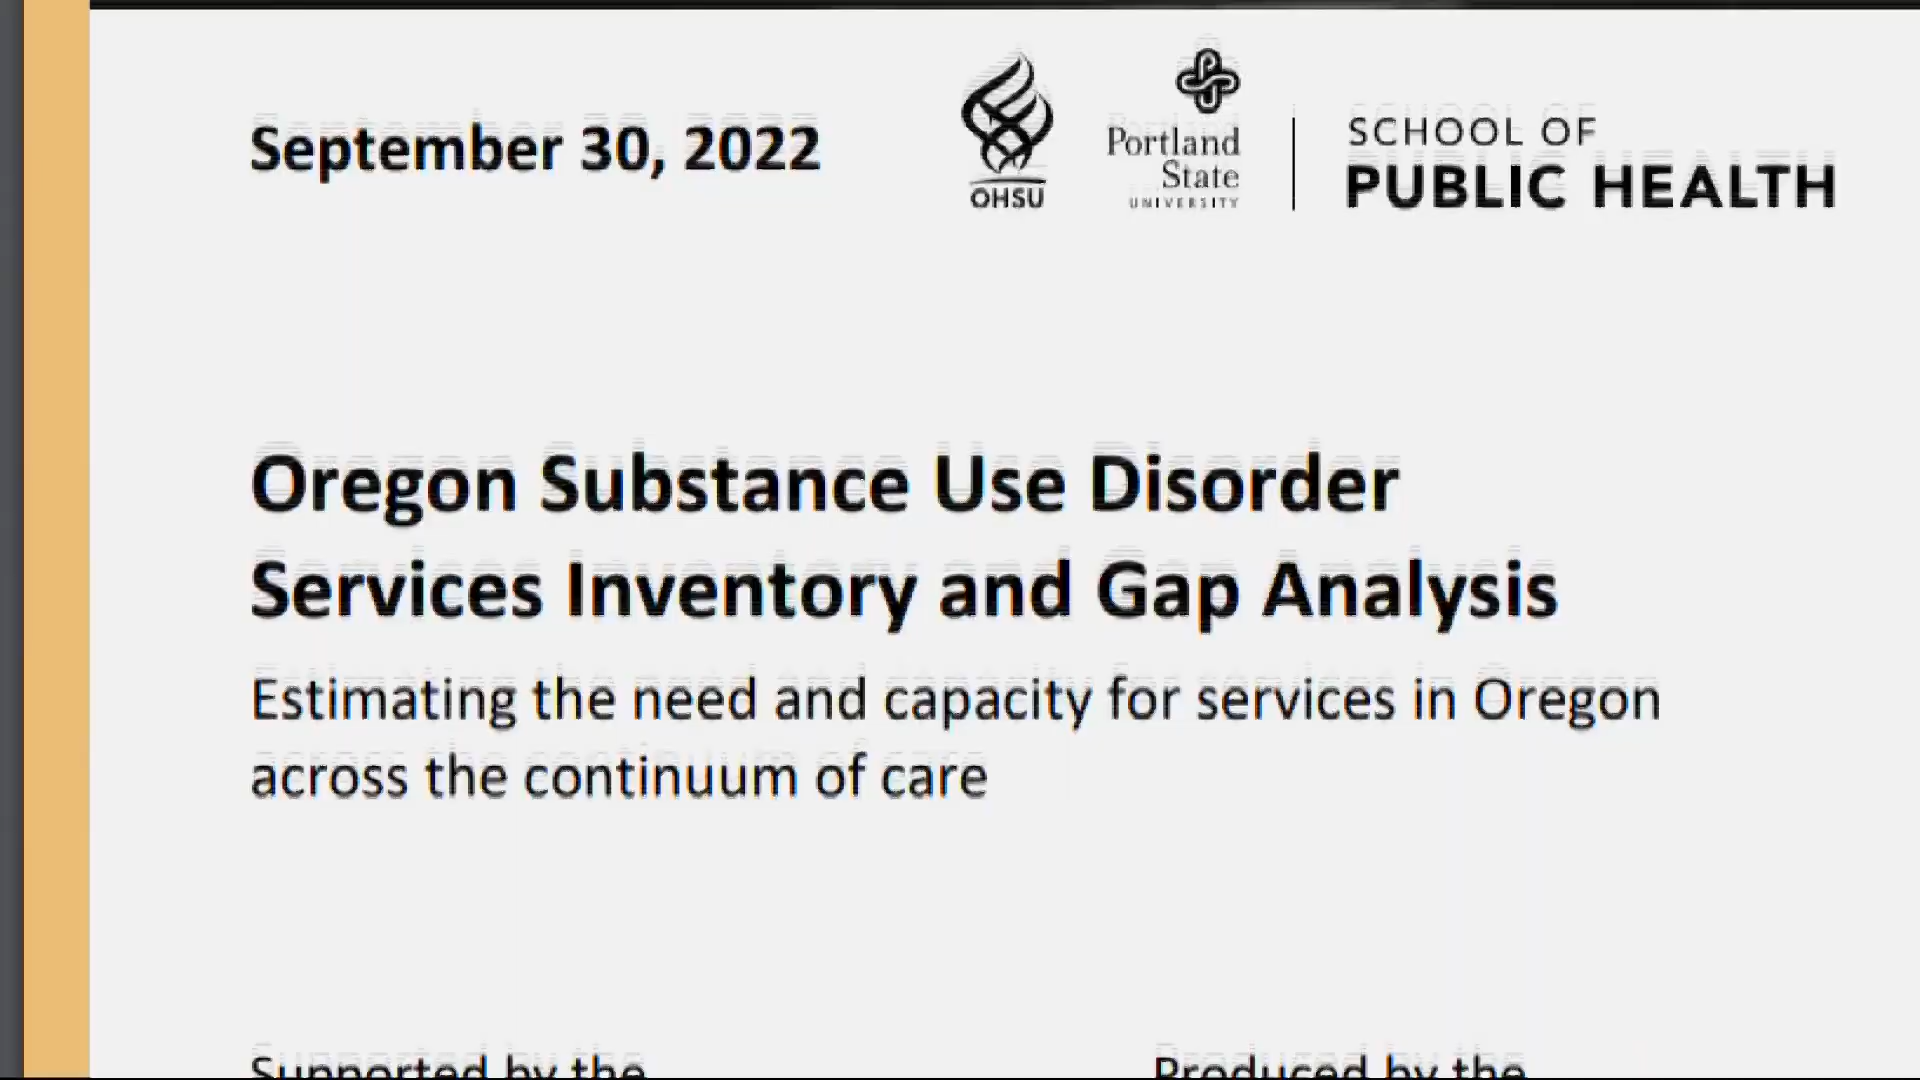 September 30, 2022
OHSU
Portland
State
UNIVERSITY
SCHOOL OF
PUBLIC HEALTH
Oregon Substance Use Disorder
Services Inventory and Gap Analysis
Estimating the need and capacity for services in Oregon
across the continuum of care
Supported by the
Produced by the